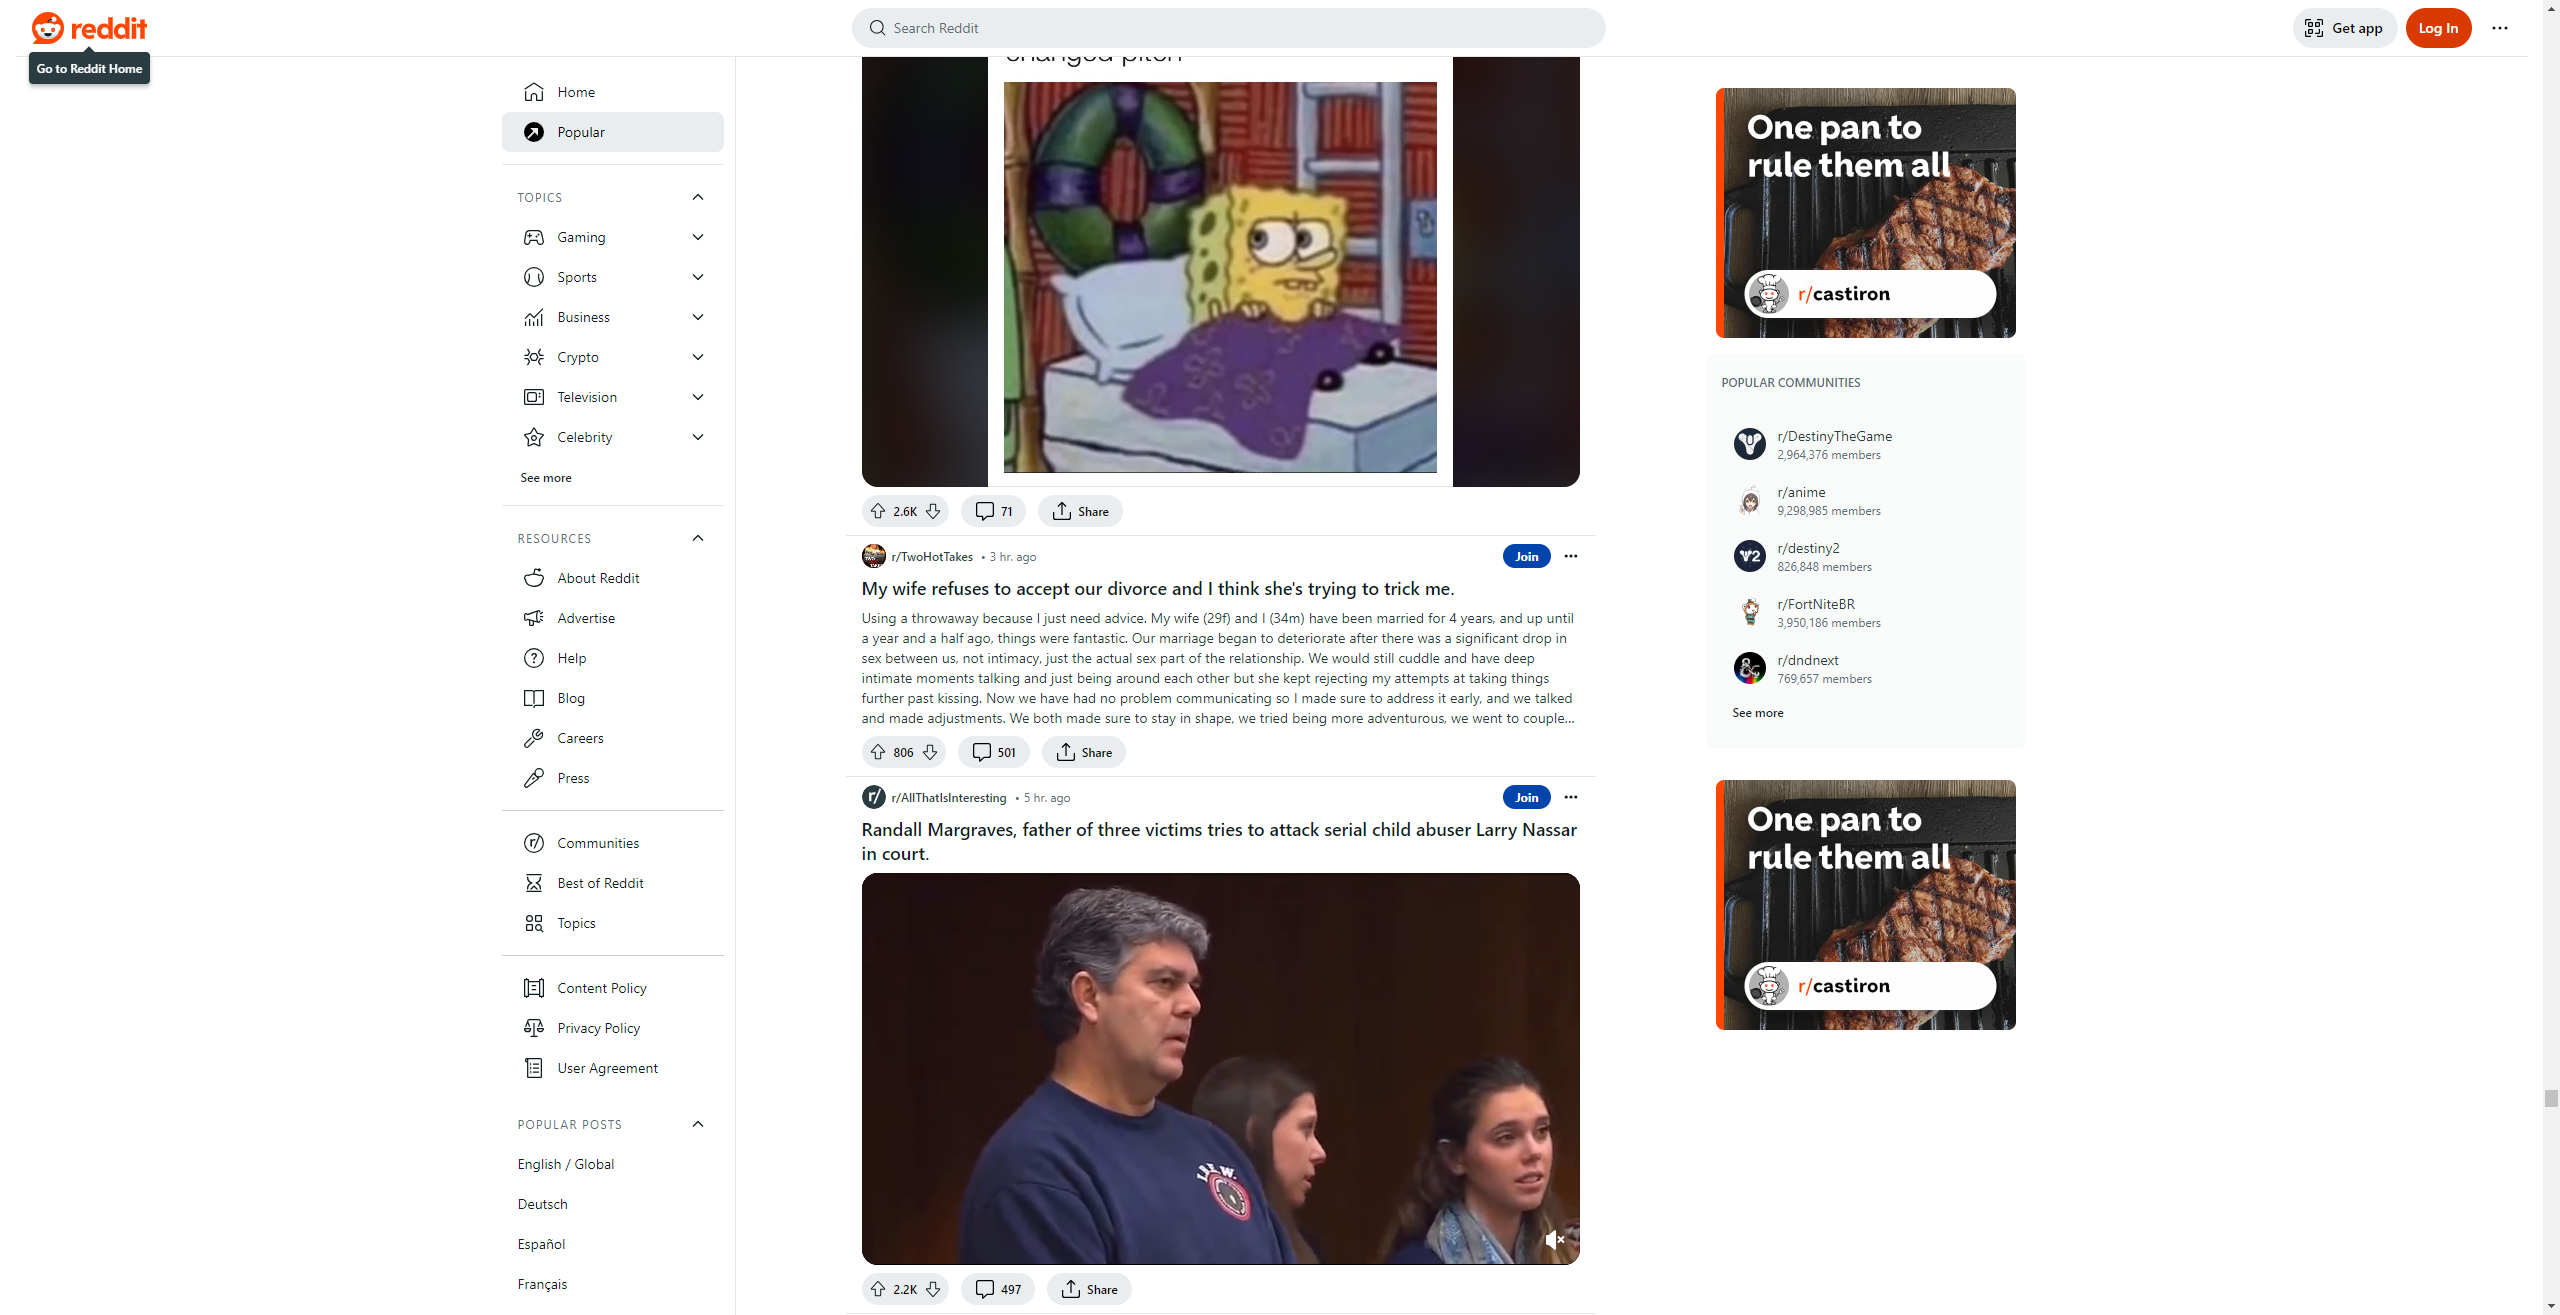 reddit
Search Reddit
Get app
Log In
Go to Reddit Home
Home
Popular
TOPICS
Gaming
Sports
Business
Crypto
Television
Celebrity
See more
RESOURCES
About Reddit
Advertise
Help
Blog
Careers
Press
Communities
Best of Reddit
Topics
Content Policy
Privacy Policy
User Agreement
POPULAR POSTS
English / Global
Deutsch
Español
Français
changed pitch
2.6K
71
Share
r/TwoHotTakes • 3 hr. ago
Join
My wife refuses to accept our divorce and I think she's trying to trick me.
Using a throwaway because I just need advice. My wife (29f) and I (34m) have been married for 4 years, and up until
a year and a half ago, things were fantastic. Our marriage began to deteriorate after there was a significant drop in
sex between us, not intimacy, just the actual sex part of the relationship. We would still cuddle and have deep
intimate moments talking and just being around each other but she kept rejecting my attempts at taking things
further past kissing. Now we have had no problem communicating so I made sure to address it early, and we talked
and made adjustments. We both made sure to stay in shape, we tried being more adventurous, we went to couple...
806
501
Share
r/AllThatIsInteresting • 5 hr. ago
Join
Randall Margraves, father of three victims tries to attack serial child abuser Larry Nassar
in court.
2.2K
497
Share
One pan to
rule them all
r/castiron
POPULAR COMMUNITIES
r/DestinyTheGame
2,964,376 members
r/anime
9,298,985 members
r/destiny2
826,848 members
r/FortNiteBR
3,950,186 members
r/dndnext
769,657 members
See more
One pan to
rule them all
r/castiron